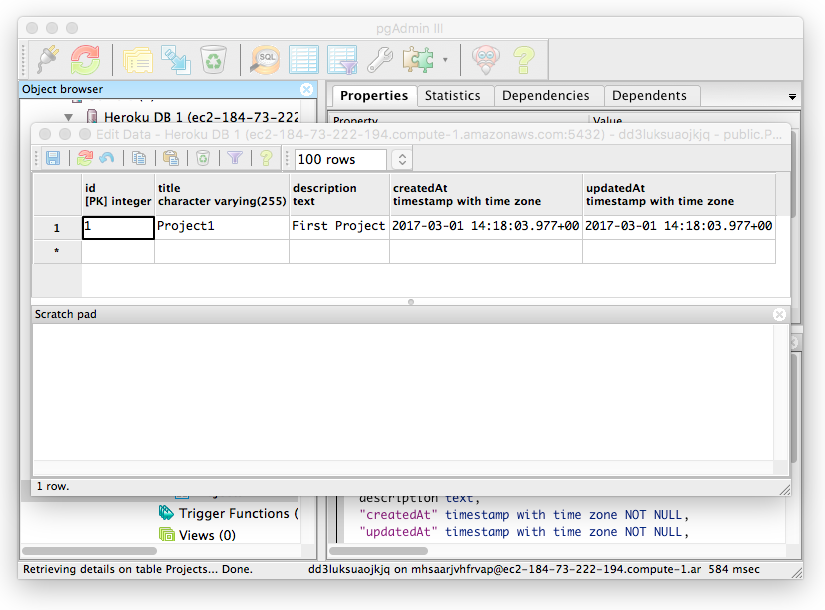 pgAdmin III
SQL
Object browser
Properties Statistics Dependencies Dependents
Heroku DB 1 (ec2-184-73-222
Property Value
Edit Data - Heroku DB 1 (ec2-184-73-222-194.compute-1.amazonaws.com:5432) - dd3luksuaojkjq - public.P...
100 rows
id title description createdAt updatedAt
[PK] integer character varying(255) text timestamp with time zone timestamp with time zone
1 1 Project1 First Project 2017-03-01 14:18:03.977+00 2017-03-01 14:18:03.977+00
*
Scratch pad
1 row.
description text,
Trigger Functions (
"createdAt" timestamp with time zone NOT NULL,
Views (0)
"updatedAt" timestamp with time zone NOT NULL,
Retrieving details on table Projects... Done. dd3luksuaojkjq on mhsaarjvhfrvap@ec2-184-73-222-194.compute-1.ar 584 msec